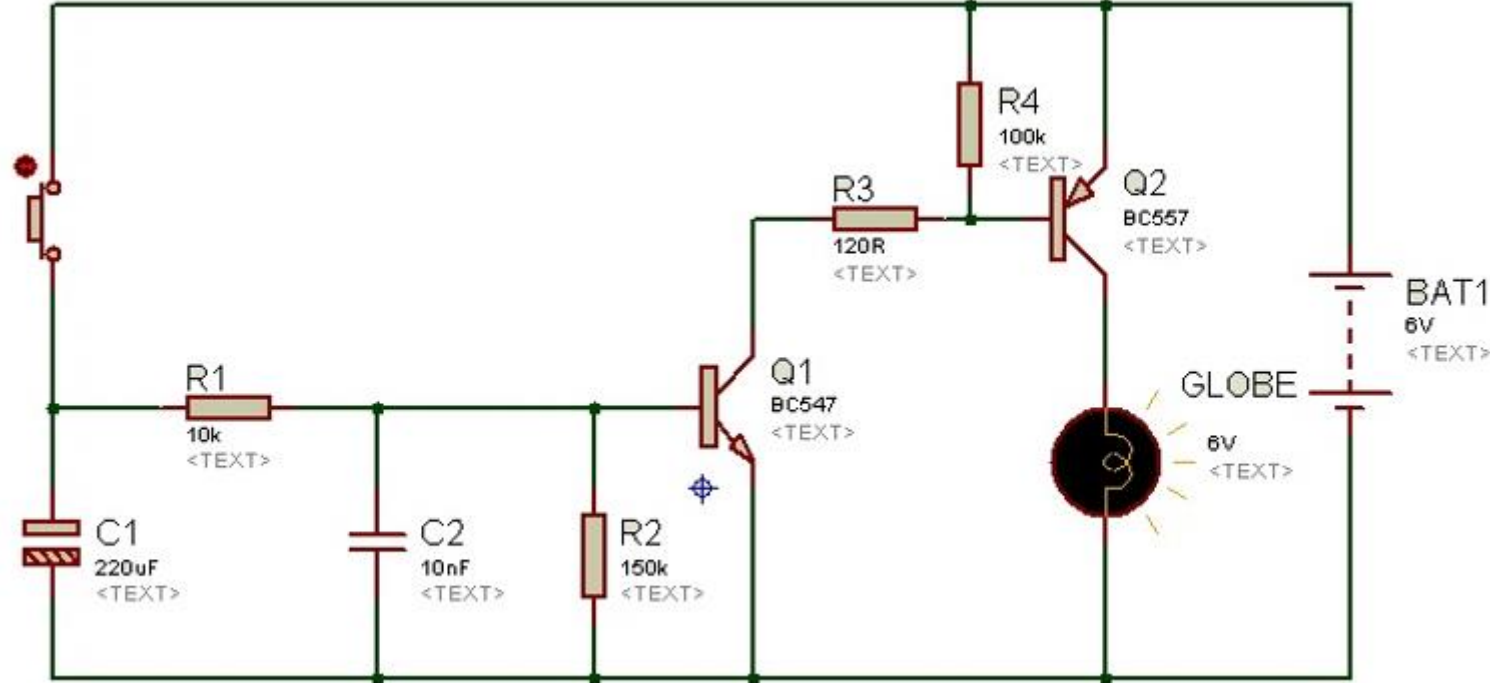 R4
100k
<TEXT>
Q2
BC557
<TEXT>
R3
120R
<TEXT>
BAT1
6V
<TEXT>
R1
10k
<TEXT>
Q1
BC547
<TEXT>
GLOBE
6V
<TEXT>
C1
220uF
<TEXT>
C2
10nF
<TEXT>
R2
150k
<TEXT>